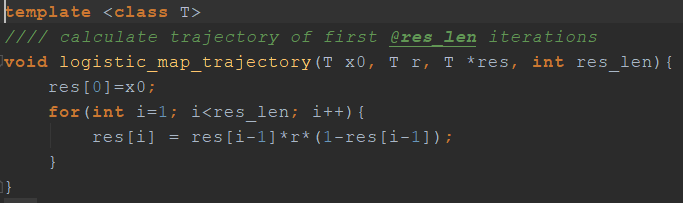 template <class T>
//// calculate trajectory of first @res_len iterations
void logistic_map_trajectory(T x0, T r, T *res, int res_len){
    res[0]=x0;
    for(int i=1; i<res_len; i++){
        res[i] = res[i-1]*r*(1-res[i-1]);
    }
}